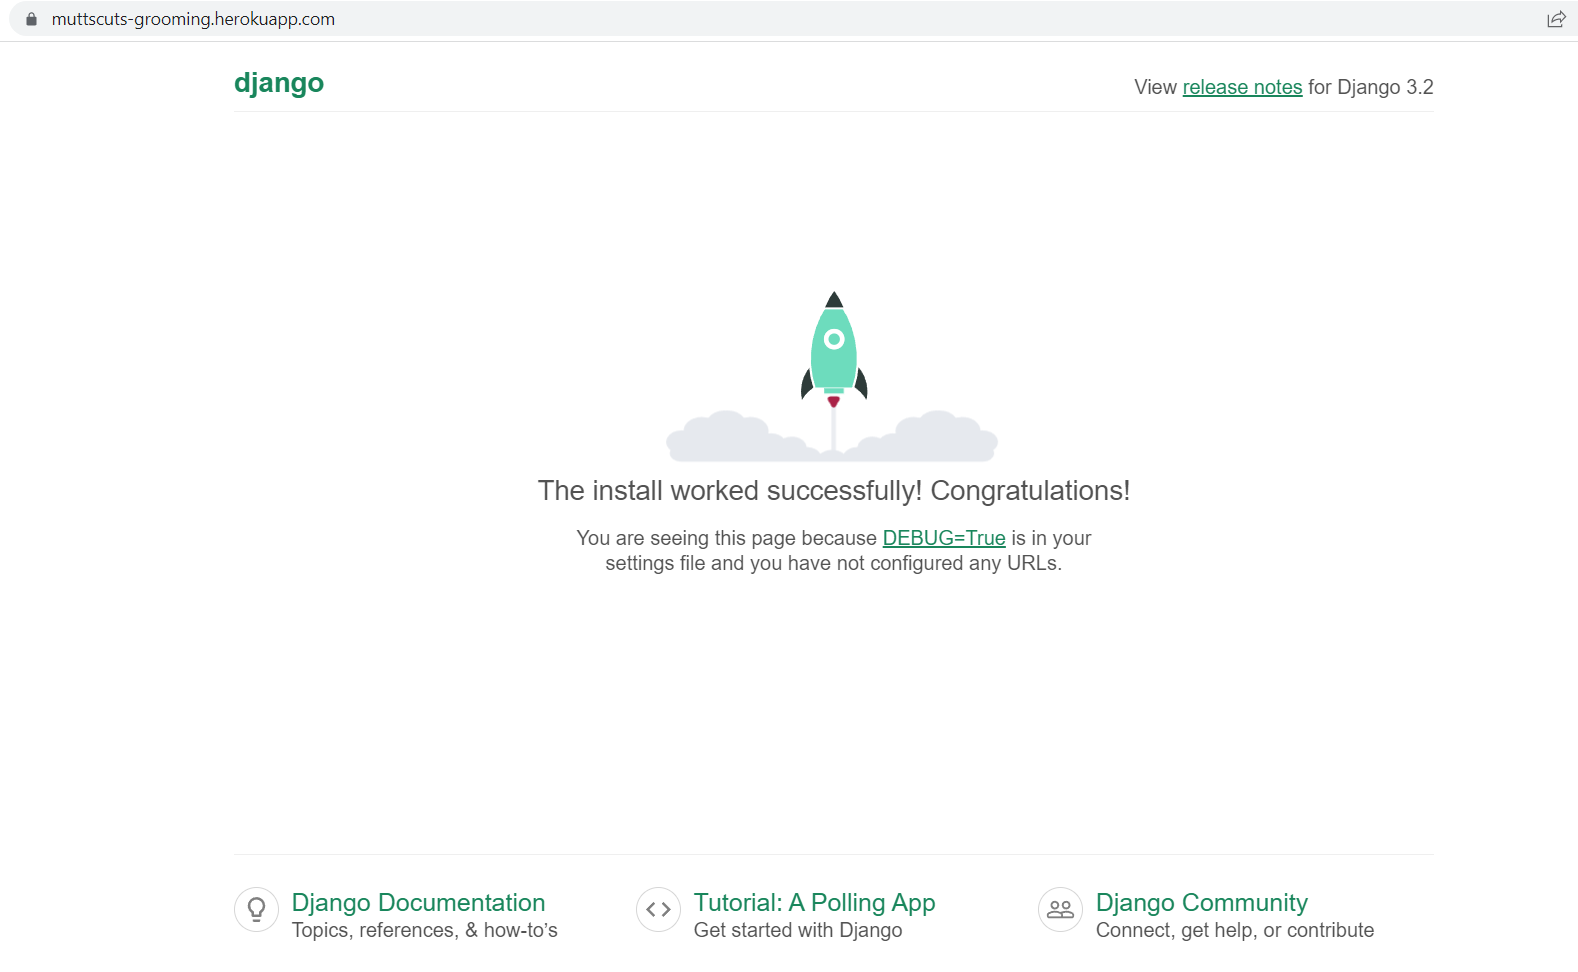 muttscuts-grooming.herokuapp.com
django
View release notes for Django 3.2
The install worked successfully! Congratulations!
You are seeing this page because DEBUG=True is in your
settings file and you have not configured any URLs.
Django Documentation
Topics, references, & how-to’s
Tutorial: A Polling App
Get started with Django
Django Community
Connect, get help, or contribute